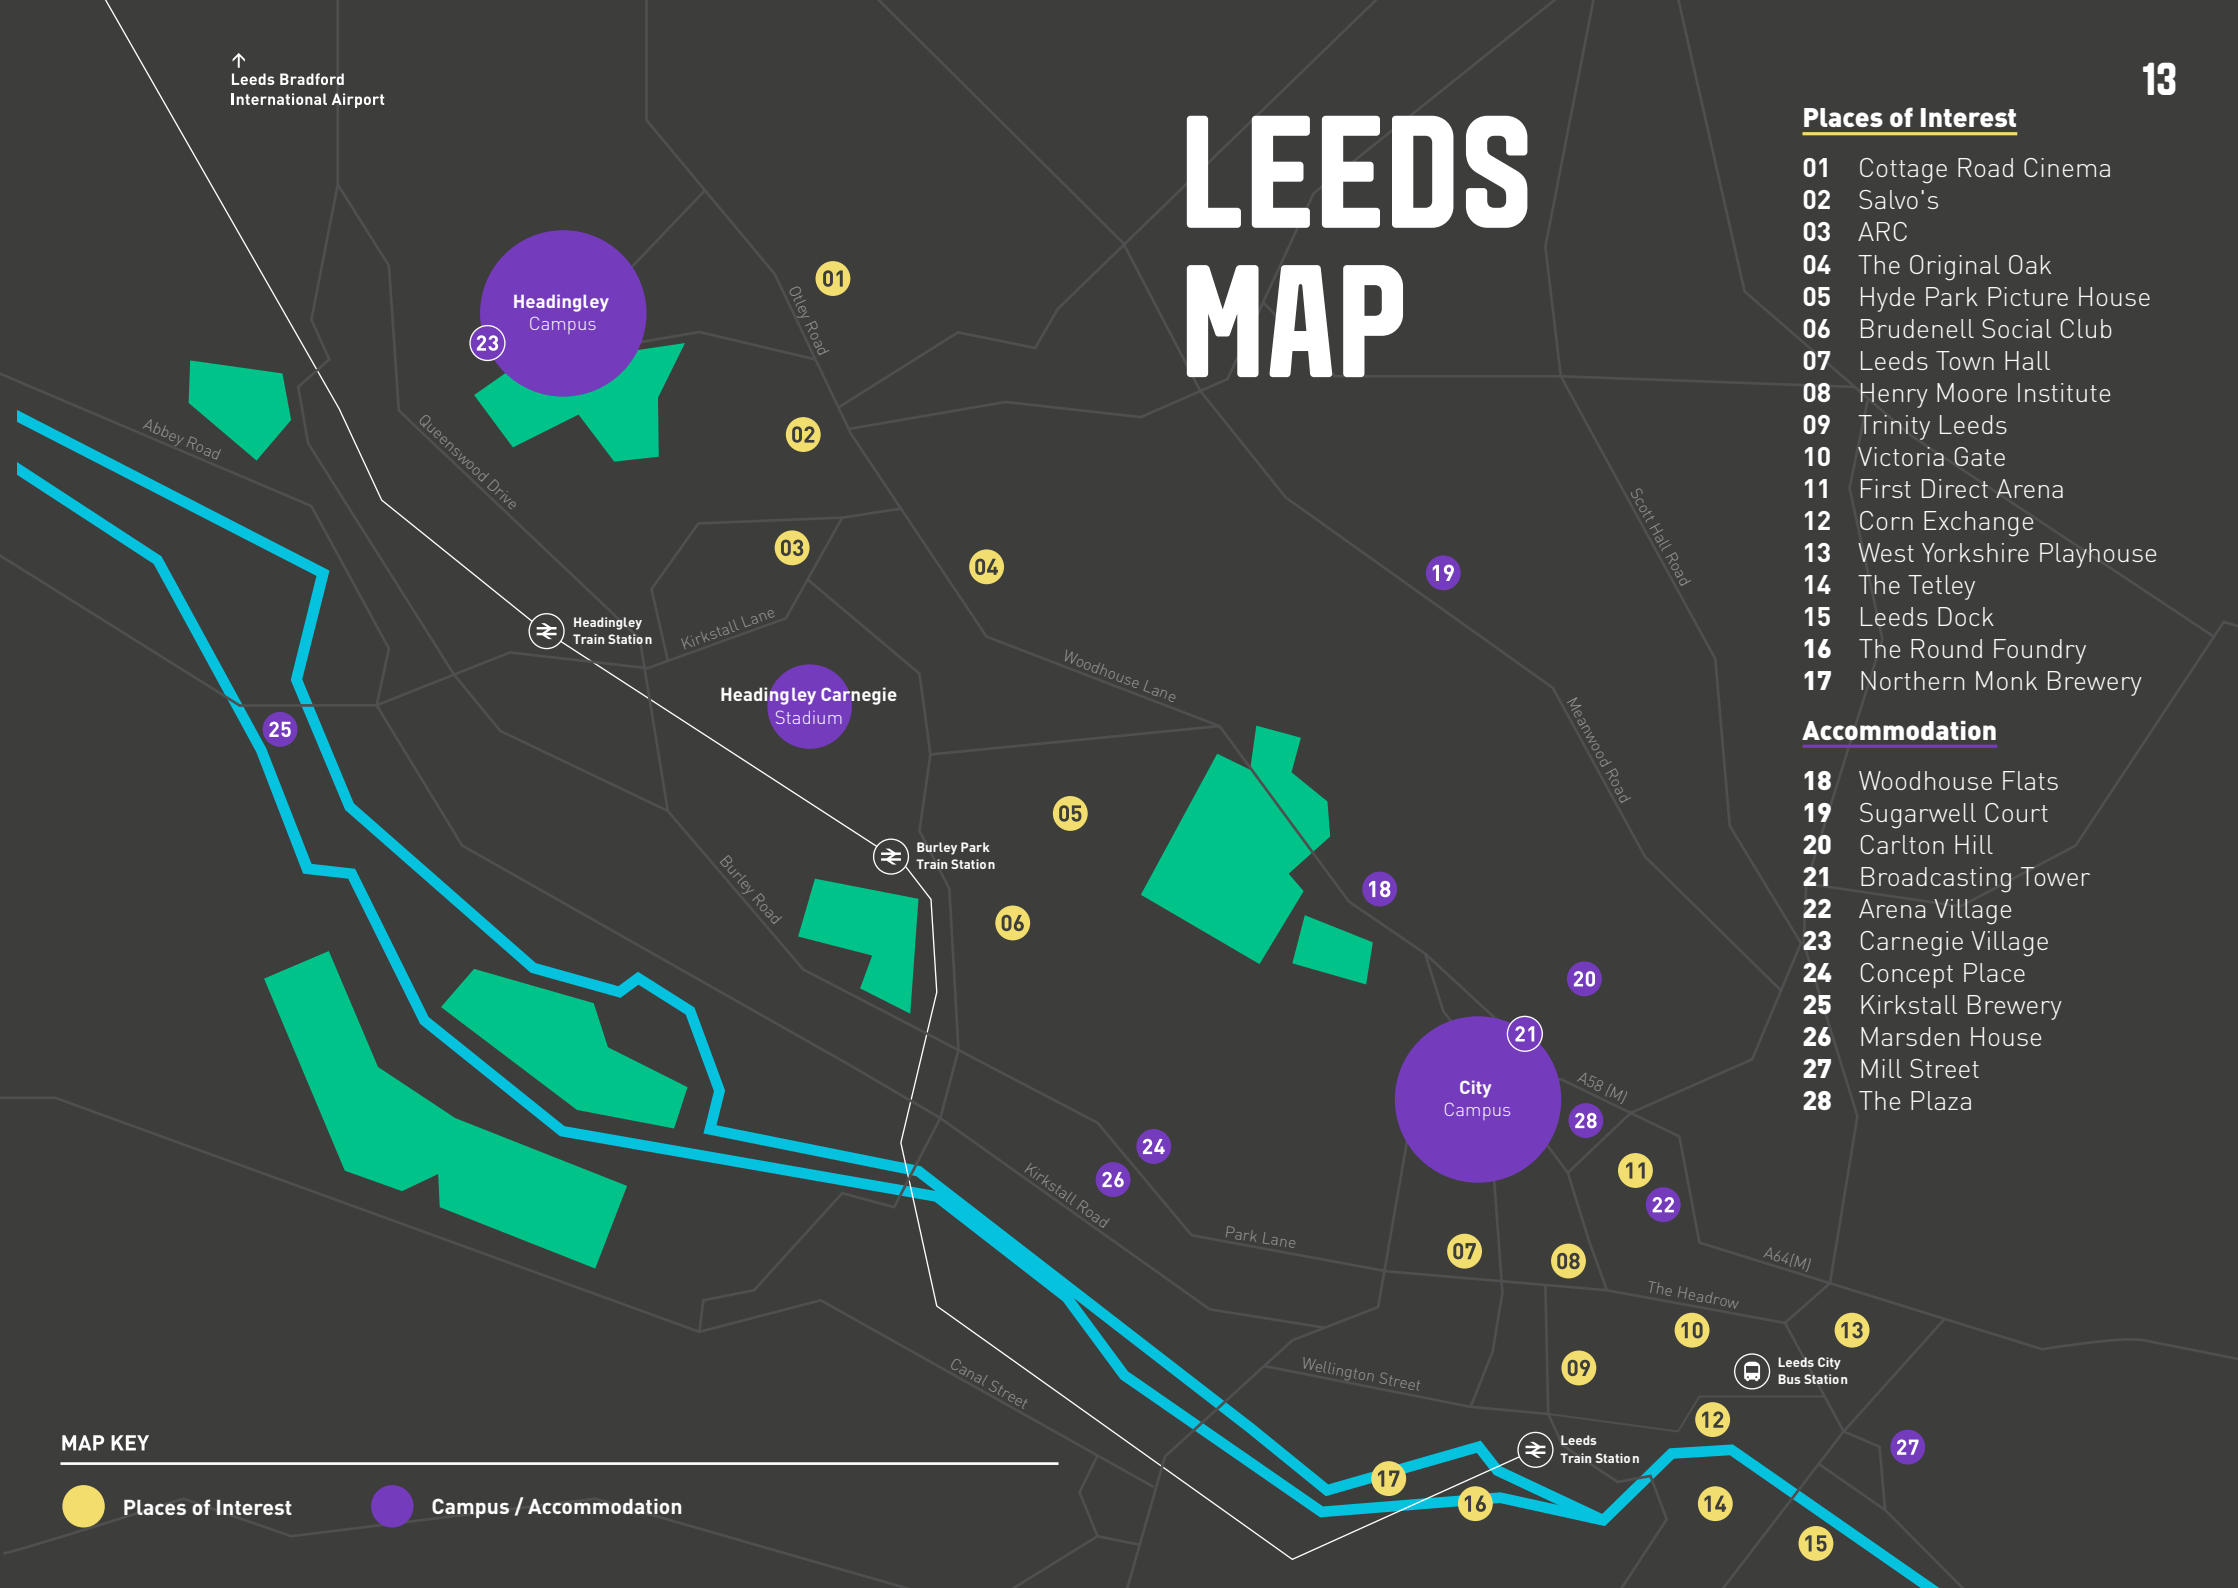 13
Leeds Bradford
International Airport
LEEDS
MAP
Places of Interest
01 Cottage Road Cinema
02 Salvo's
03 ARC
04 The Original Oak
05 Hyde Park Picture House
06 Brudenell Social Club
07 Leeds Town Hall
08 Henry Moore Institute
09 Trinity Leeds
10 Victoria Gate
11 First Direct Arena
12 Corn Exchange
13 West Yorkshire Playhouse
14 The Tetley
15 Leeds Dock
16 The Round Foundry
17 Northern Monk Brewery
Accommodation
18 Woodhouse Flats
19 Sugarwell Court
20 Carlton Hill
21 Broadcasting Tower
22 Arena Village
23 Carnegie Village
24 Concept Place
25 Kirkstall Brewery
26 Marsden House
27 Mill Street
28 The Plaza
Headingley
Campus
23
01
Otley Road
02
Abbey Road
Queenswood Drive
03
04
19
Scott Hall Road
Headingley
Train Station
Kirkstall Lane
Woodhouse Lane
Headingley Carnegie
Stadium
25
Meanwood Road
05
Burley Park
Train Station
Burley Road
18
06
20
21
City
Campus
A58 (M)
28
24
26
11
22
Kirkstall Road
Park Lane
07
08
A64(M)
The Headrow
10
13
09
Leeds City
Bus Station
Wellington Street
Canal Street
12
27
Leeds
Train Station
17
16
14
15
MAP KEY
Places of Interest
Campus / Accommodation